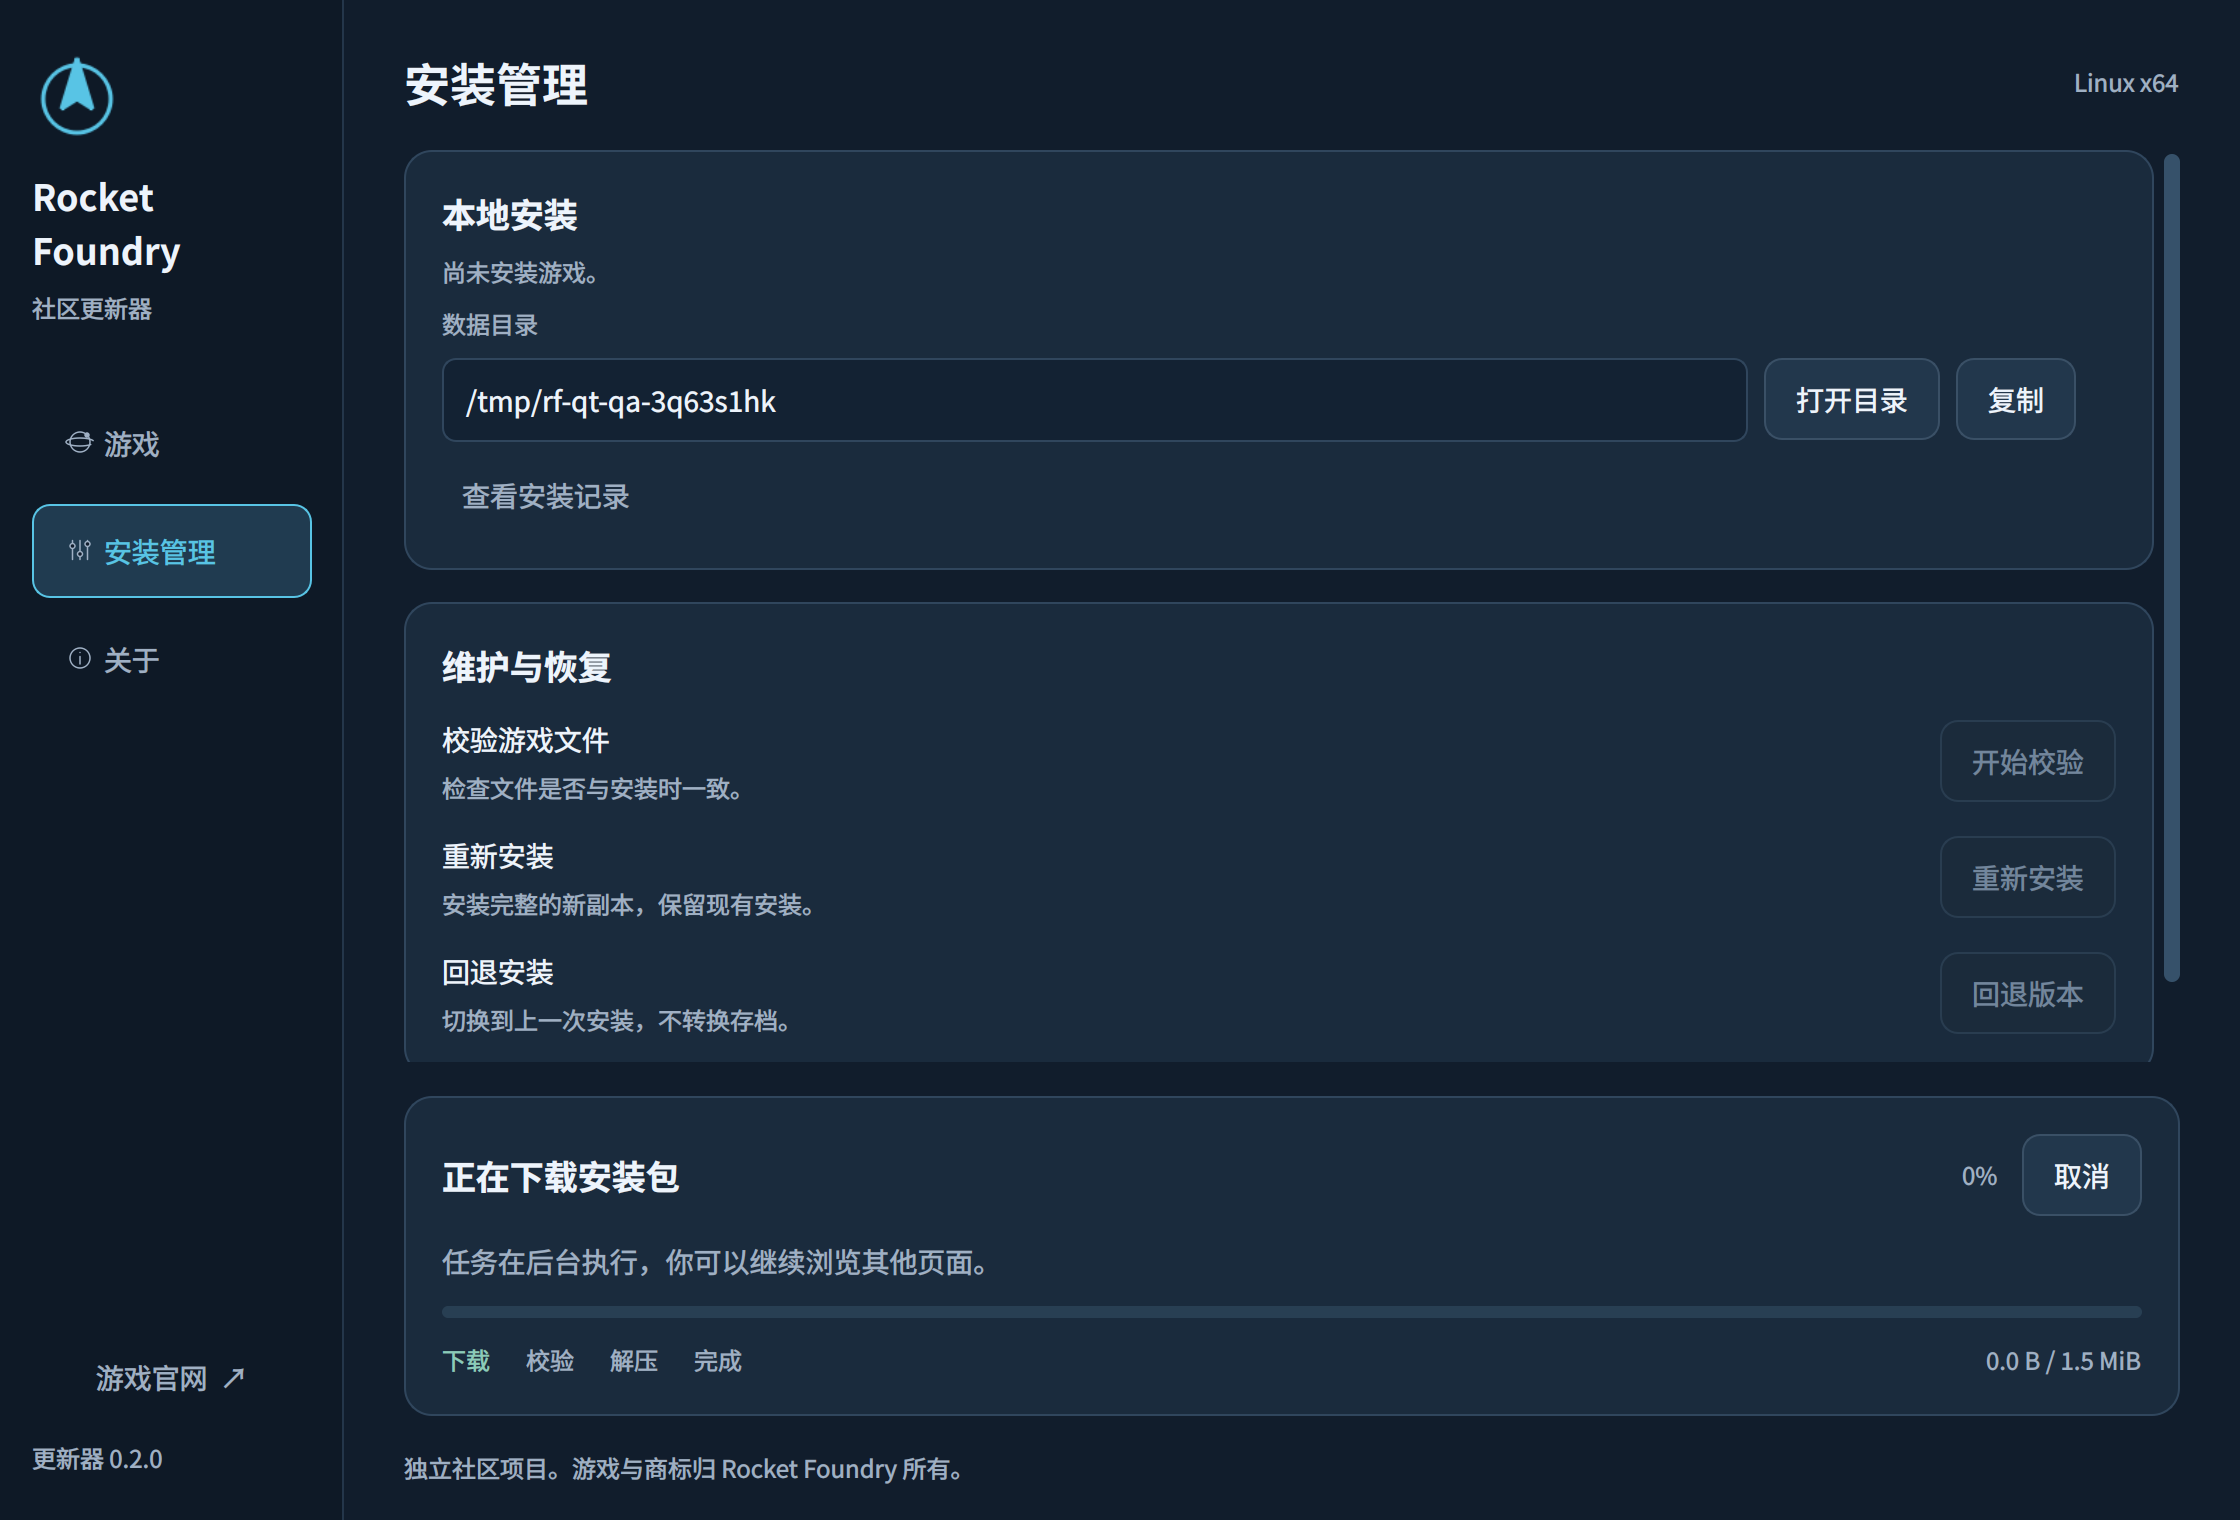 Rocket
Foundry
社区更新器
游戏
安装管理
关于
游戏官网 ↗
更新器 0.2.0
安装管理
Linux x64
本地安装
尚未安装游戏。
数据目录
/tmp/rf-qt-qa-3q63s1hk
打开目录
复制
查看安装记录
维护与恢复
校验游戏文件
检查文件是否与安装时一致。
开始校验
重新安装
安装完整的新副本，保留现有安装。
重新安装
回退安装
切换到上一次安装，不转换存档。
回退版本
正在下载安装包
0%
取消
任务在后台执行，你可以继续浏览其他页面。
下载 校验 解压 完成
0.0 B / 1.5 MiB
独立社区项目。游戏与商标归 Rocket Foundry 所有。